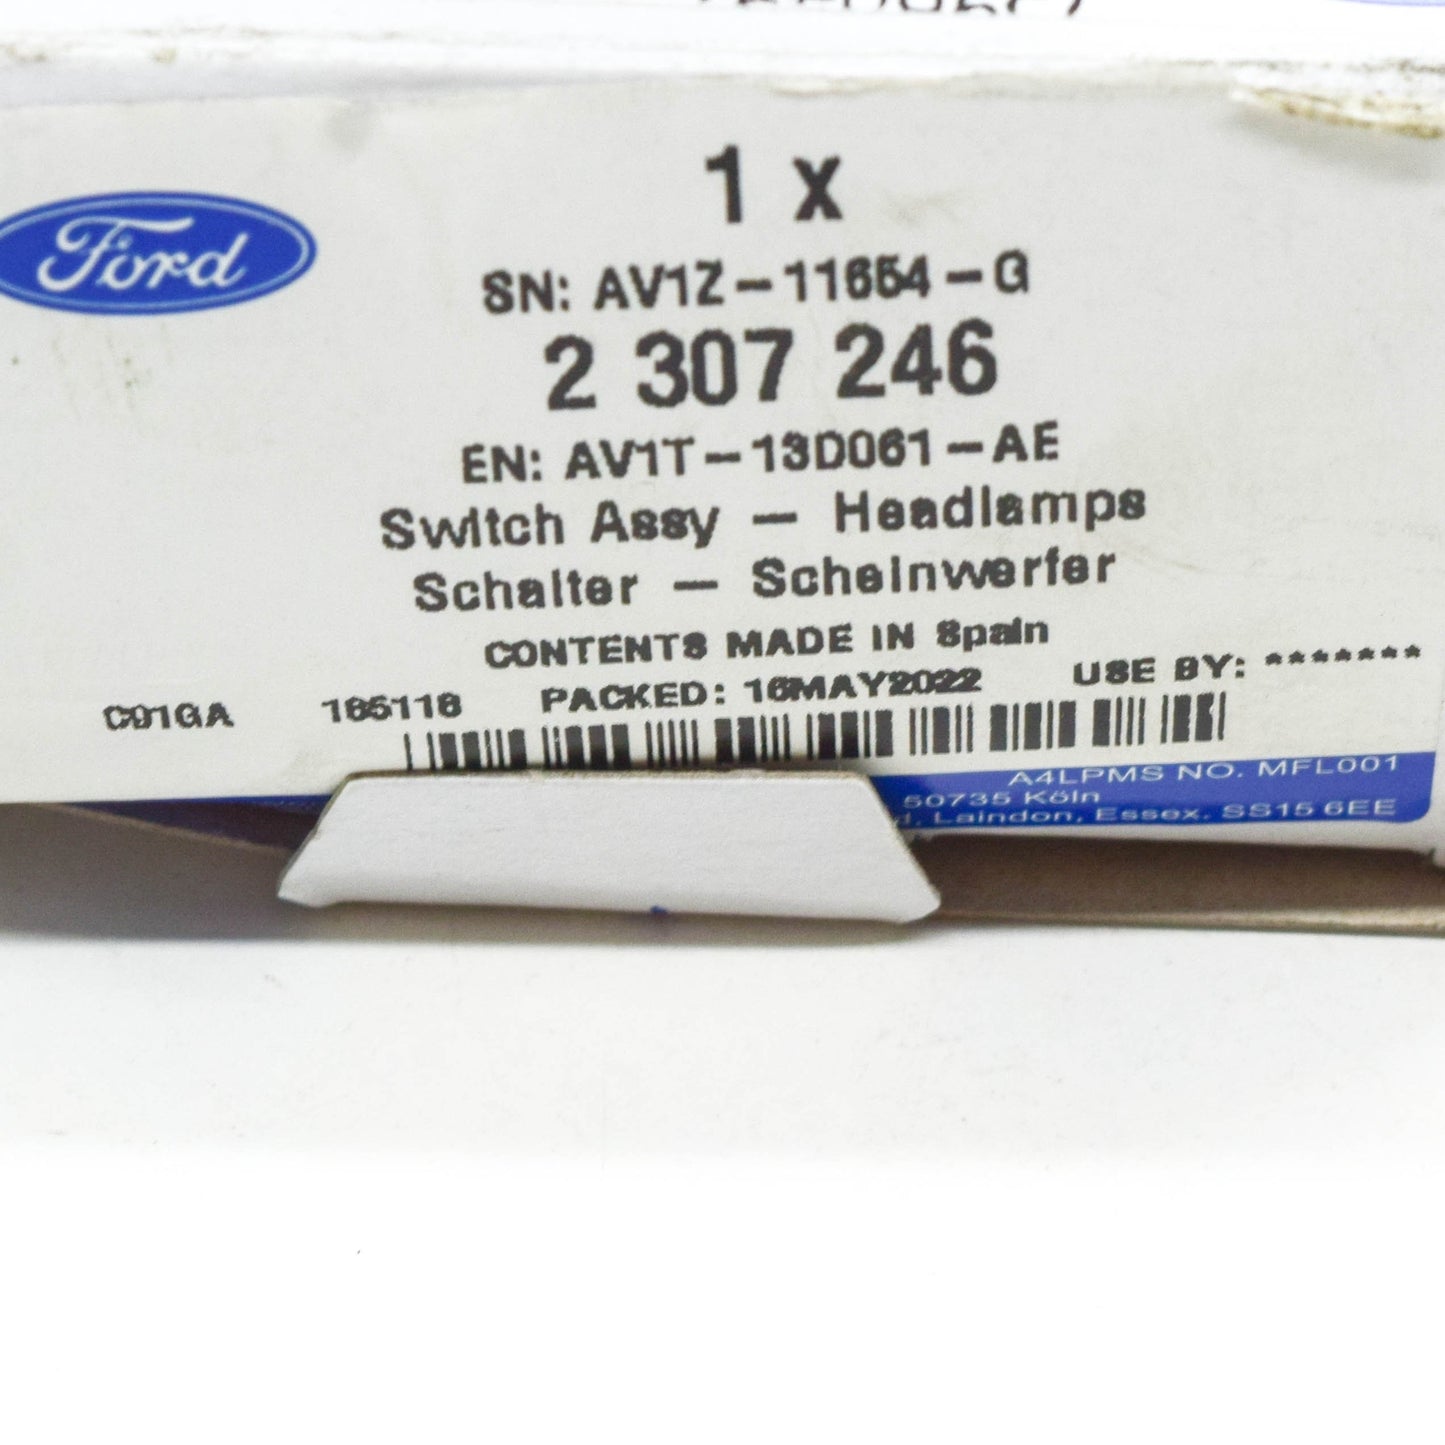 Ford
1 X
SN: AV1Z-11654-G
2 307 246
EN: AV1T-13D061-AE
Switch Assy - Headlamps
Schalter - Scheinwerfer
CONTENTS MADE IN Spain
C91GA 165116 PACKED: 16MAY2022 USE BY: *******
A4LPMS NO. MFL001
50735 Köln
Laindon, Essex. SS15 6EE